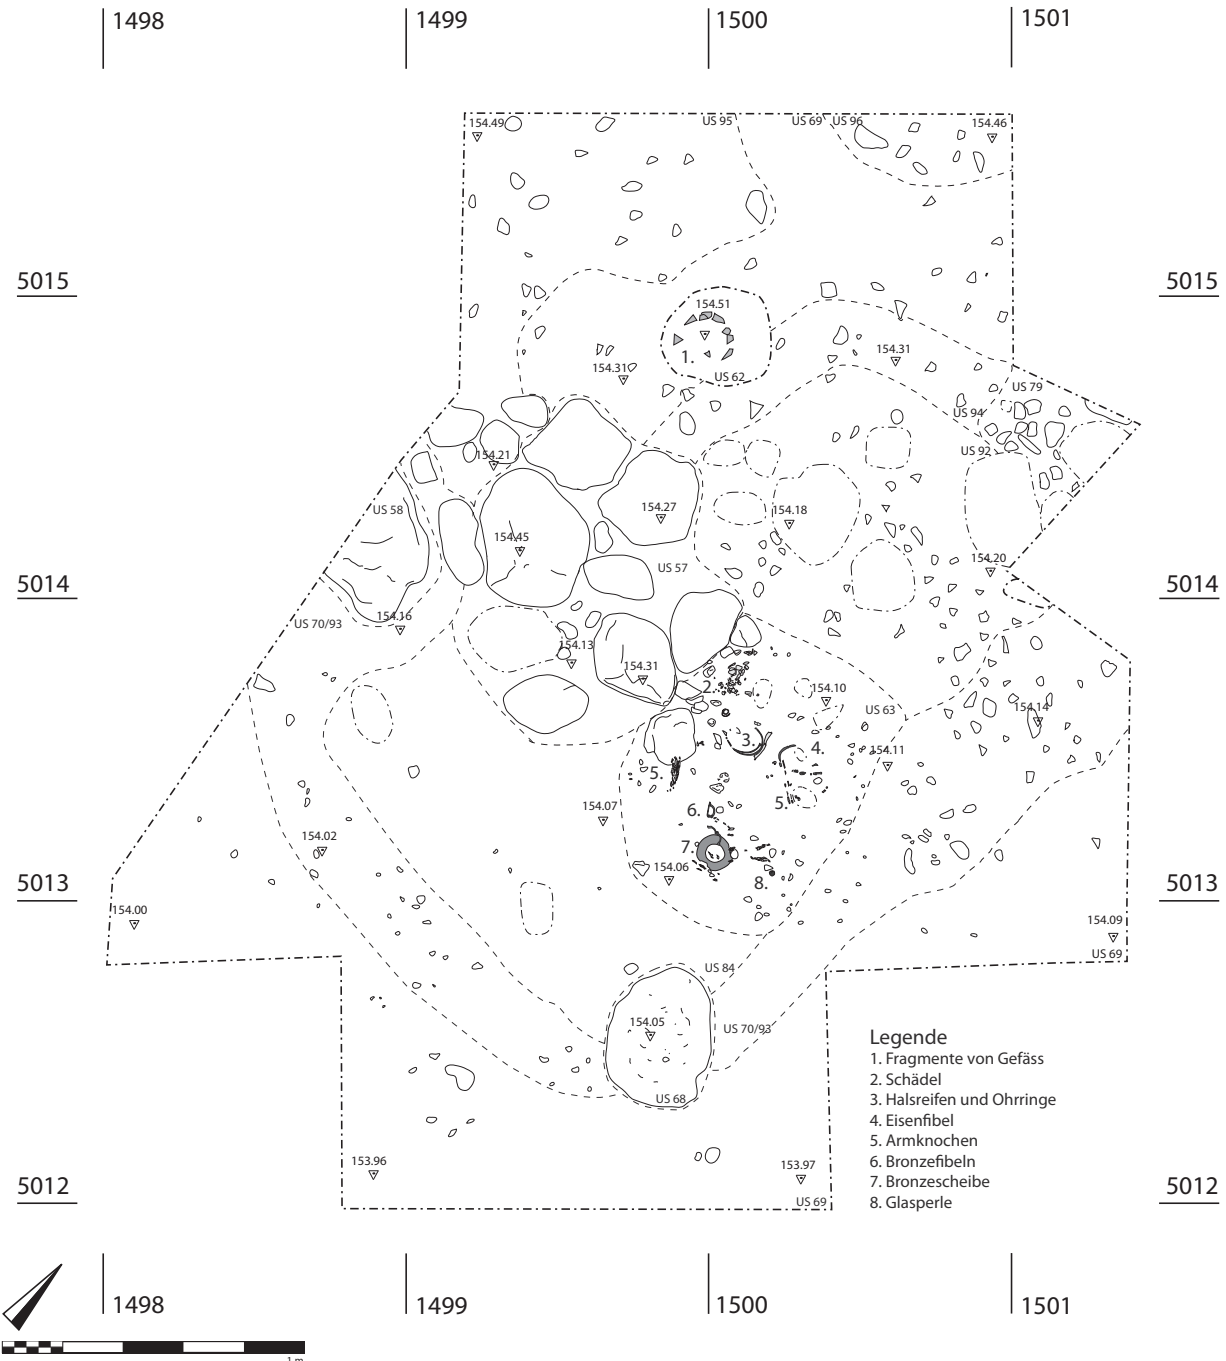 1498
1499
1500
1501
154.49
US 95
US 69
US 96
154.46
5015
5015
154.51
1.
154.31
154.31
US 62
US 79
US 94
154.21
US 92
US 58
154.27
154.18
154.45
US 57
154.20
5014
5014
154.16
US 70/93
154.13
154.31
2.
154.10
US 63
154.14
3.
4.
154.11
5.
5.
154.07
6.
154.02
7.
154.06
8.
5013
5013
154.00
154.09
US 69
US 84
154.05
US 70/93
US 68
Legende
1. Fragmente von Gefäss
2. Schädel
3. Halsreifen und Ohrringe
4. Eisenfibel
5. Armknochen
6. Bronzefibeln
7. Bronzescheibe
8. Glasperle
153.96
153.97
5012
5012
US 69
1498
1499
1500
1501
1 m